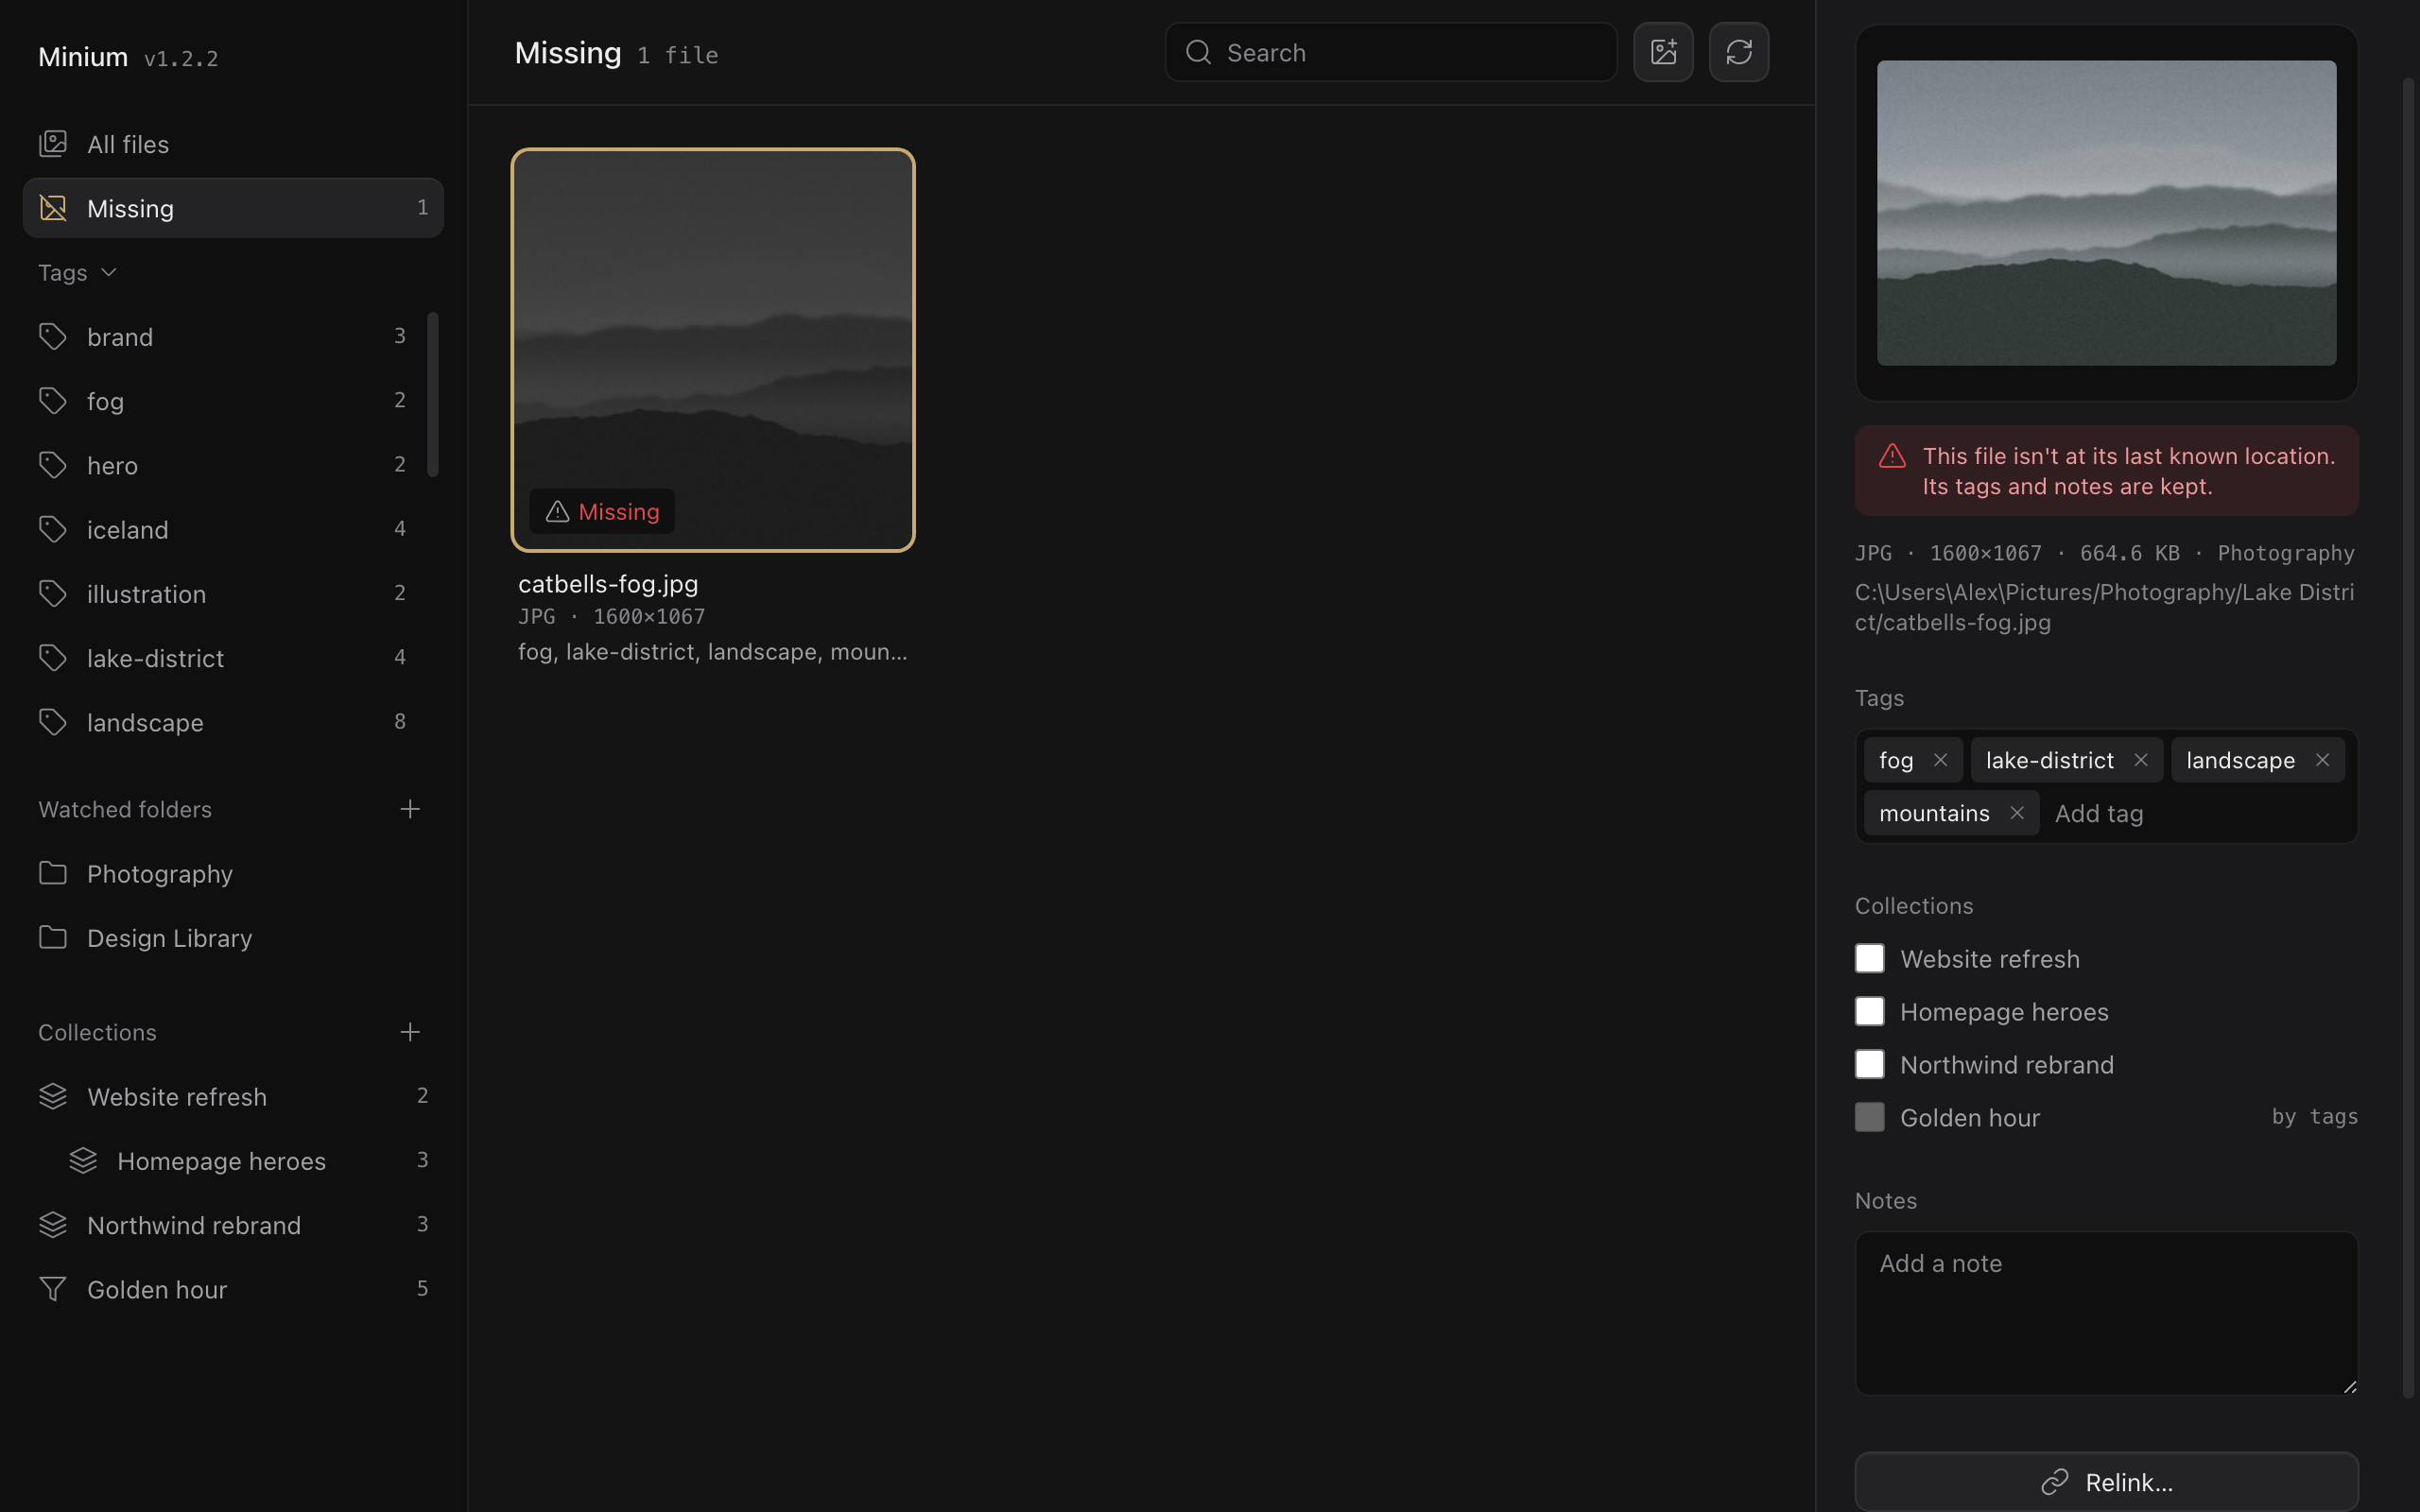 Minium v1.2.2
All files
Missing 1
Tags
brand 3
fog 2
hero 2
iceland 4
illustration 2
lake-district 4
landscape 8
Watched folders
Photography
Design Library
Collections
Website refresh 2
Homepage heroes 3
Northwind rebrand 3
Golden hour 5
Missing 1 file
Search
Missing
catbells-fog.jpg
JPG · 1600×1067
fog, lake-district, landscape, moun...
This file isn't at its last known location.
Its tags and notes are kept.
JPG · 1600×1067 · 664.6 KB · Photography
C:\Users\Alex\Pictures/Photography/Lake Distri
ct/catbells-fog.jpg
Tags
fog lake-district landscape
mountains Add tag
Collections
Website refresh
Homepage heroes
Northwind rebrand
Golden hour by tags
Notes
Add a note
Relink...